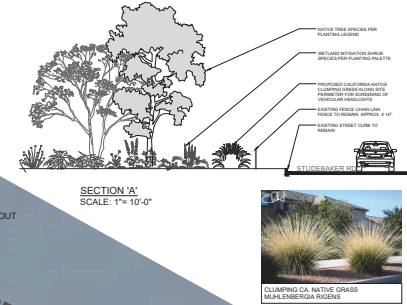 NATIVE TREE SPECIES PER
PLANTING LEGEND
WETLAND MITIGATION SHRUB
SPECIES PER PLANTING PALETTE
PROPOSED CALIFORNIA NATIVE
CLUMPING GRASS ALONG SITE
PERIMETER FOR SCREENING OF
VEHICULAR HEADLIGHTS
EXISTING FENCE CHAIN LINK
FENCE TO REMAIN. APPROX. 4' HT.
EXISTING STREET CURB TO
REMAIN
STUDEBAKER RD
SECTION 'A'
SCALE: 1"= 10'-0"
OUT
CLUMPING CA. NATIVE GRASS
MUHLENBERGIA RIGENS